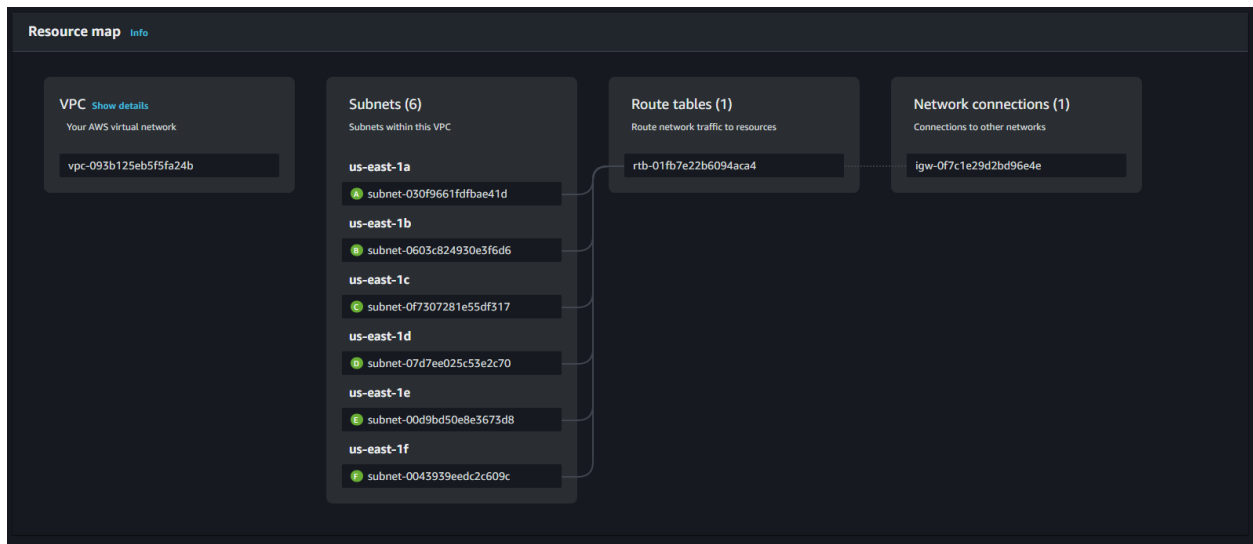 Resource map Info
VPC Show details
Your AWS virtual network
vpc-093b125eb5f5fa24b
Subnets (6)
Subnets within this VPC
us-east-1a
A subnet-030f9661fdfbae41d
us-east-1b
B subnet-0603c824930e3f6d6
us-east-1c
C subnet-0f7307281e55df317
us-east-1d
D subnet-07d7ee025c53e2c70
us-east-1e
E subnet-00d9bd50e8e3673d8
us-east-1f
F subnet-0043939eedc2c609c
Route tables (1)
Route network traffic to resources
rtb-01fb7e22b6094aca4
Network connections (1)
Connections to other networks
igw-0f7c1e29d2bd96e4e